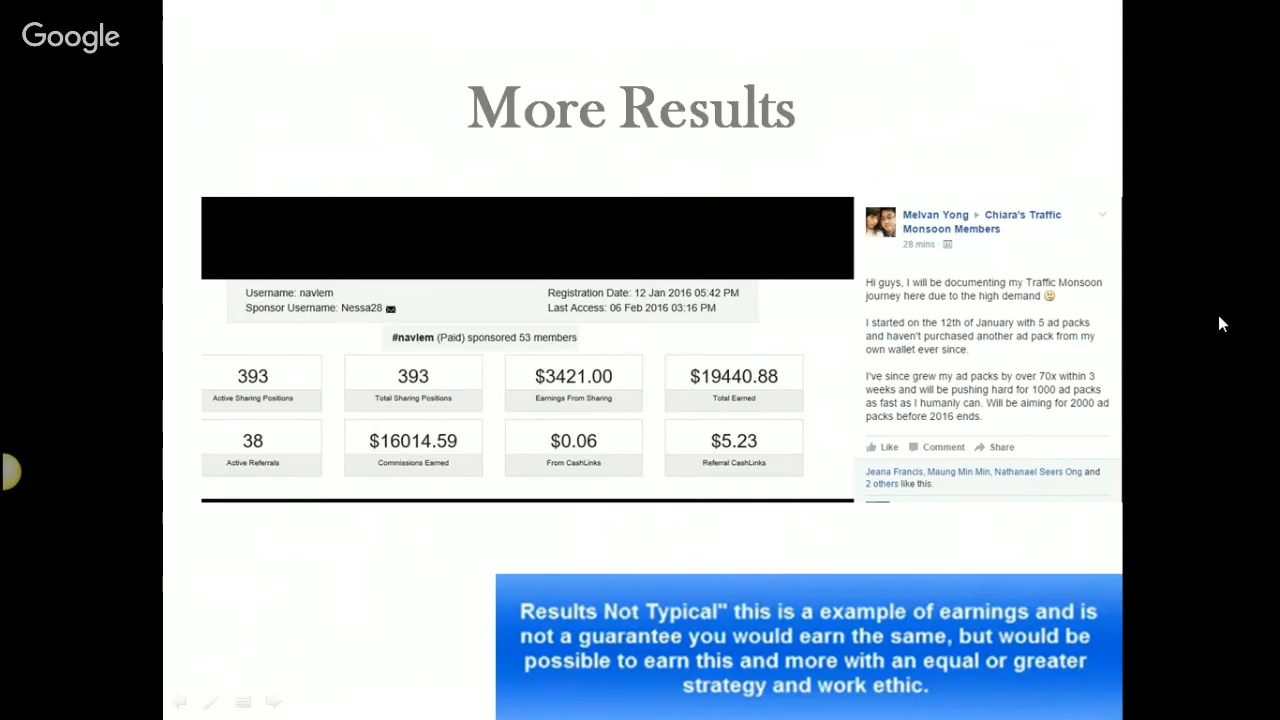 Google
More Results
Username: navlem
Registration Date: 12 Jan 2016 05:42 PM
Sponsor Username: Nessa28
Last Access: 06 Feb 2016 03:16 PM
#navlem (Paid) sponsored 53 members
393
393
$3421.00
$19440.88
Active Sharing Positions
Total Sharing Positions
Earnings From Sharing
Total Earned
38
$16014.59
$0.06
$5.23
Active Referrals
Commissions Earned
From CashLinks
Referral CashLinks
Melvan Yong ▸ Chiara's Traffic
Monsoon Members
28 mins ·
Hi guys, I will be documenting my Traffic Monsoon
journey here due to the high demand 😉
I started on the 12th of January with 5 ad packs
and haven't purchased another ad pack from my
own wallet ever since.
I've since grew my ad packs by over 70x within 3
weeks and will be pushing hard for 1000 ad packs
as fast as I humanly can. Will be aiming for 2000 ad
packs before 2016 ends.
Like Comment Share
Jeana Francis, Maung Min Min, Nathanael Seers Ong and
2 others like this.
Results Not Typical" this is a example of earnings and is
not a guarantee you would earn the same, but would be
possible to earn this and more with an equal or greater
strategy and work ethic.